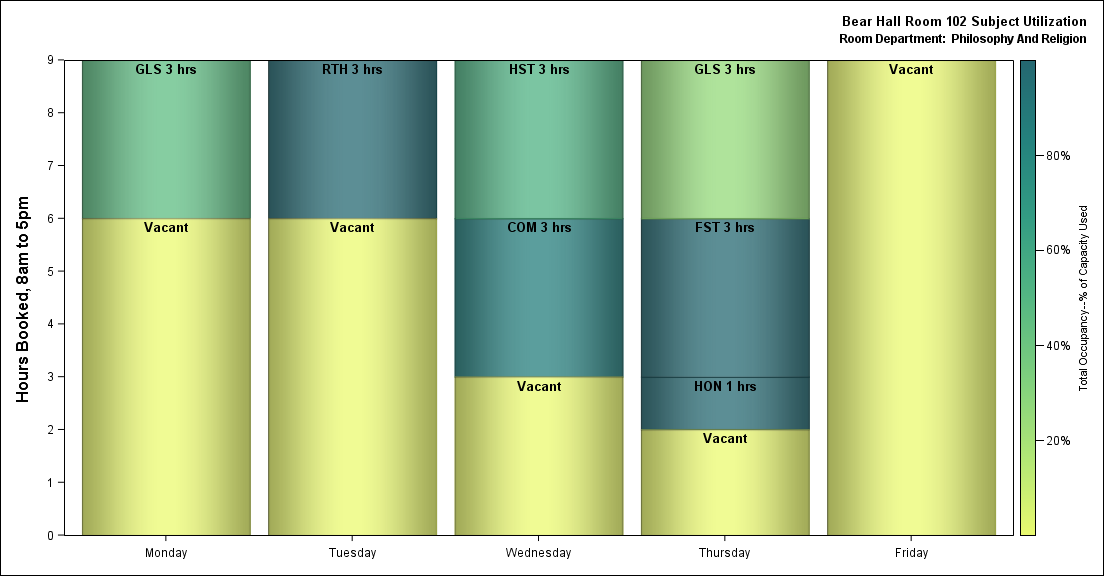 Bear Hall Room 102 Subject Utilization
Room Department: Philosophy And Religion
Hours Booked, 8am to 5pm
9
8
7
6
5
4
3
2
1
0
GLS 3 hrs
Vacant
RTH 3 hrs
Vacant
HST 3 hrs
COM 3 hrs
Vacant
GLS 3 hrs
FST 3 hrs
HON 1 hrs
Vacant
Vacant
Monday
Tuesday
Wednesday
Thursday
Friday
80%
60%
40%
20%
Total Occupancy--% of Capacity Used